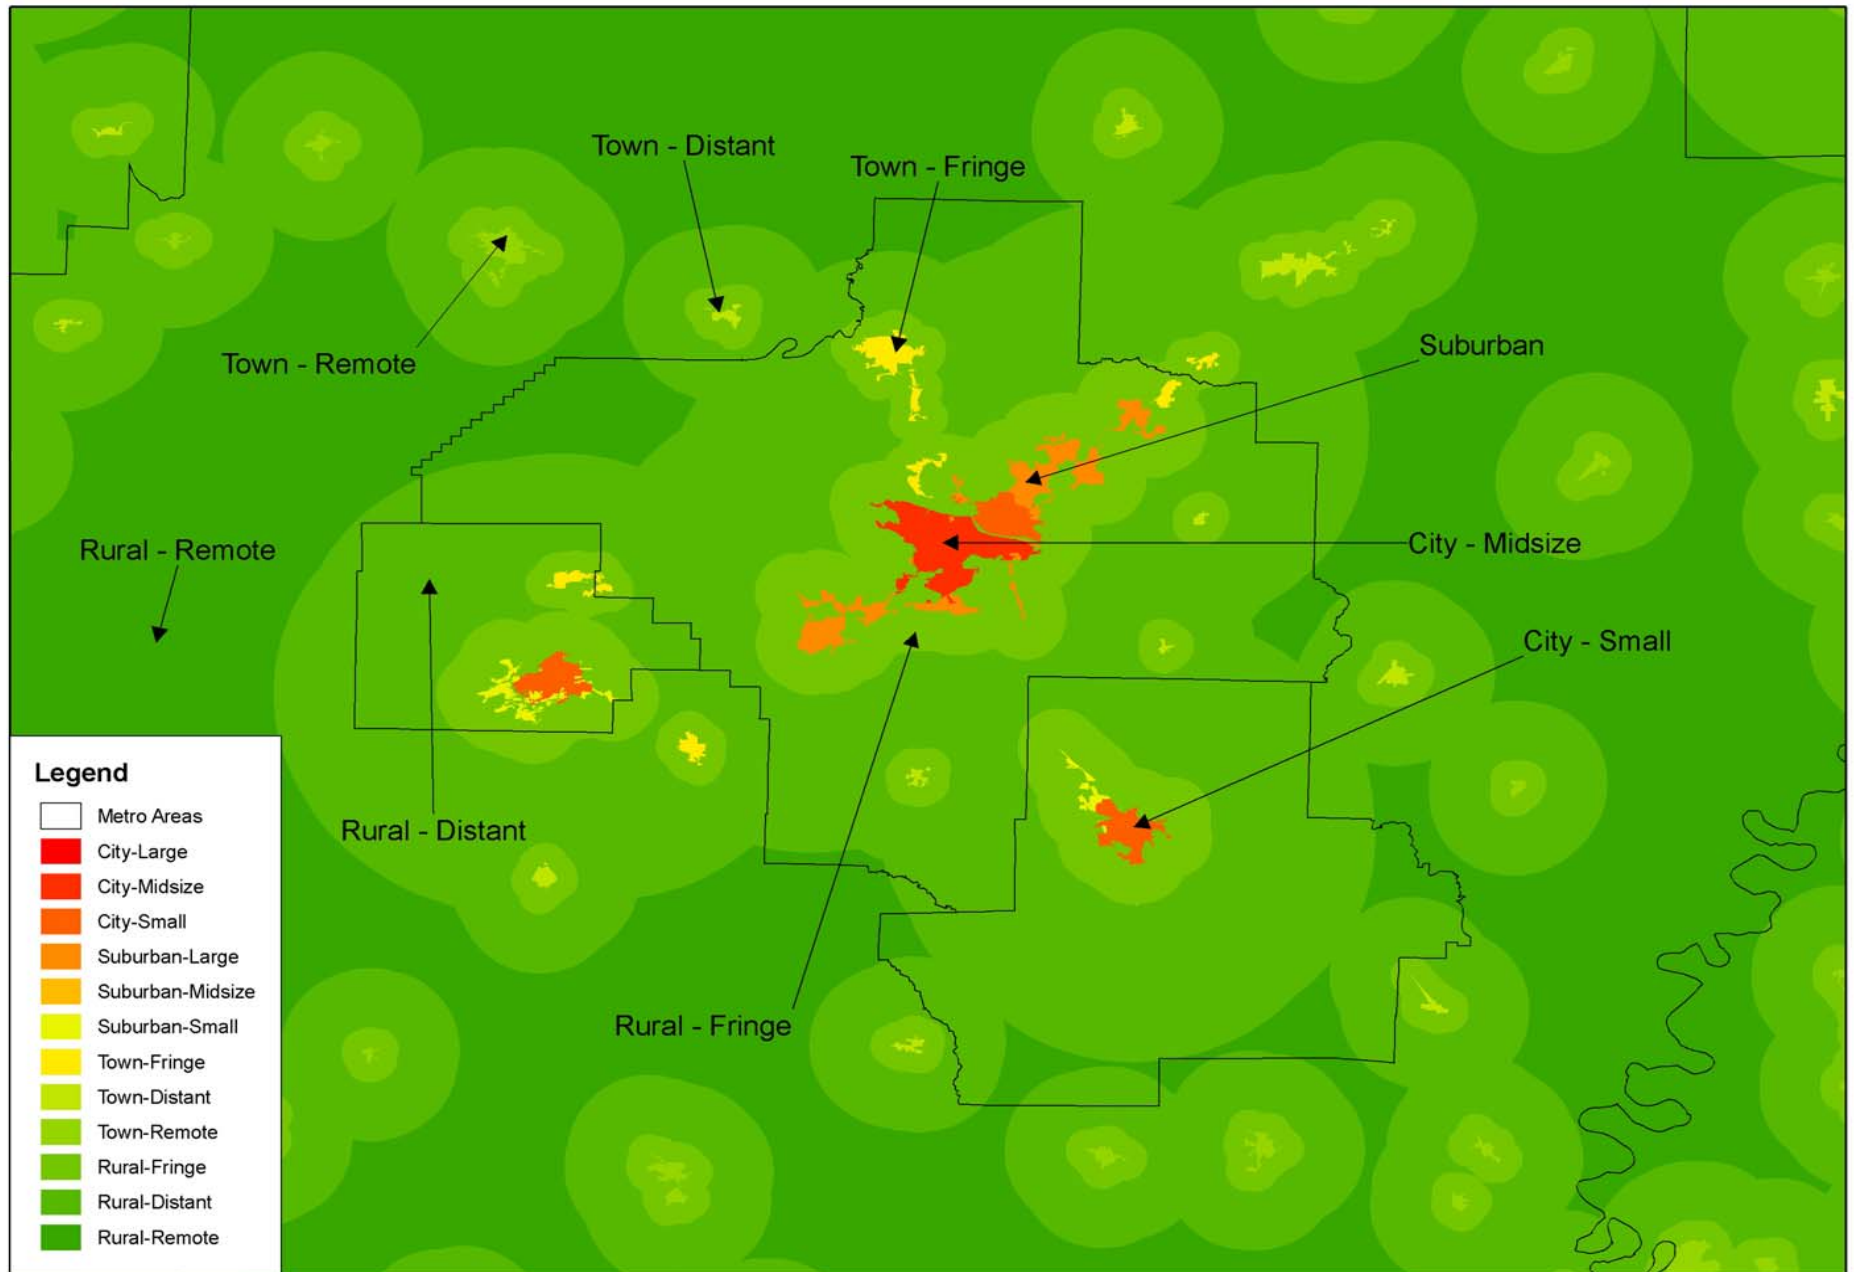 Town - Distant
Town - Fringe
Suburban
Town - Remote
City - Midsize
Rural - Remote
City - Small
Rural - Distant
Rural - Fringe
Legend
Metro Areas
City-Large
City-Midsize
City-Small
Suburban-Large
Suburban-Midsize
Suburban-Small
Town-Fringe
Town-Distant
Town-Remote
Rural-Fringe
Rural-Distant
Rural-Remote